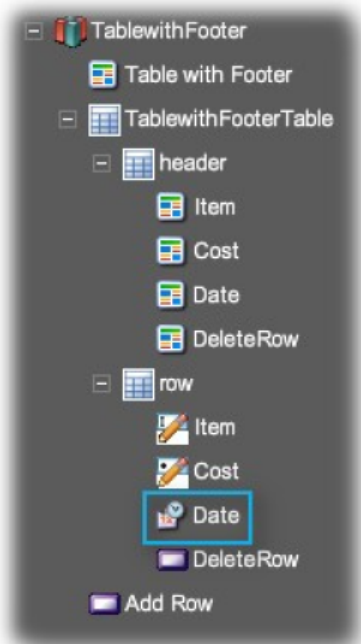 TablewithFooter
Table with Footer
TablewithFooterTable
header
Item
Cost
Date
DeleteRow
row
Item
Cost
Date
DeleteRow
Add Row